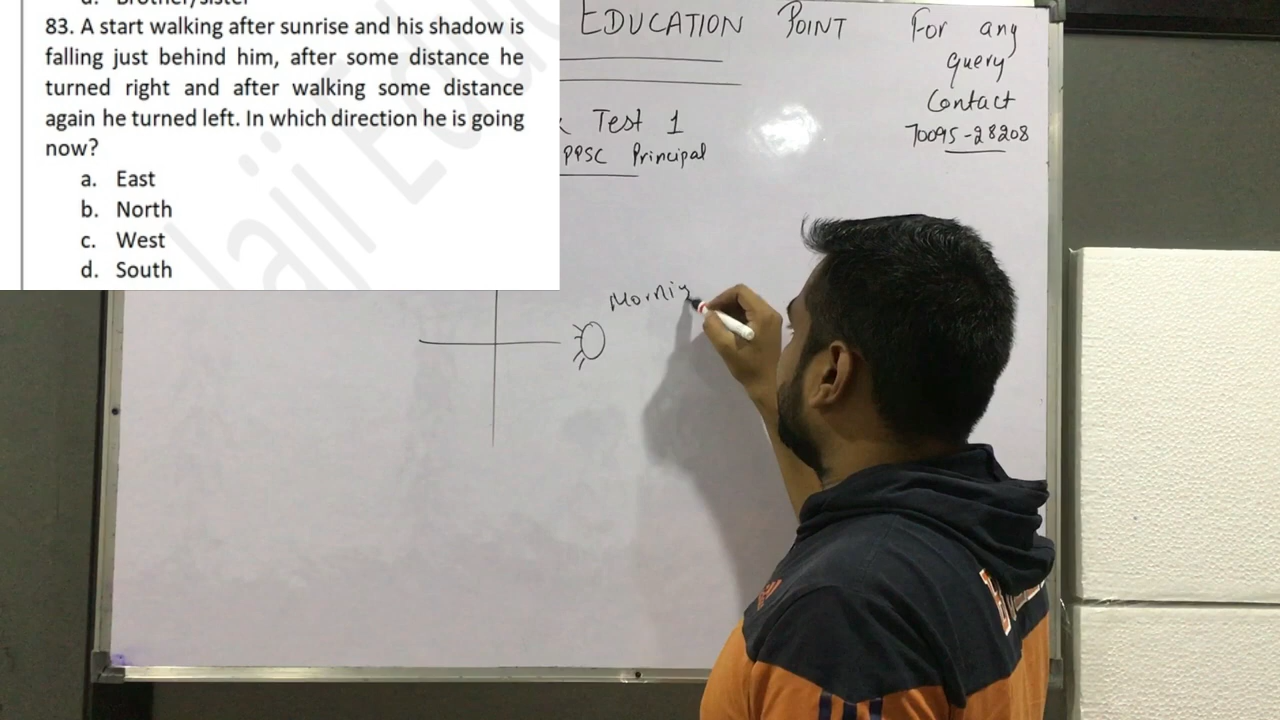 83. A start walking after sunrise and his shadow is
falling just behind him, after some distance he
turned right and after walking some distance
again he turned left. In which direction he is going
now?
a. East
b. North
c. West
d. South
EDUCATION POINT
Test 1
PPSC Principal
For any
query
Contact
70095-28208
Morning